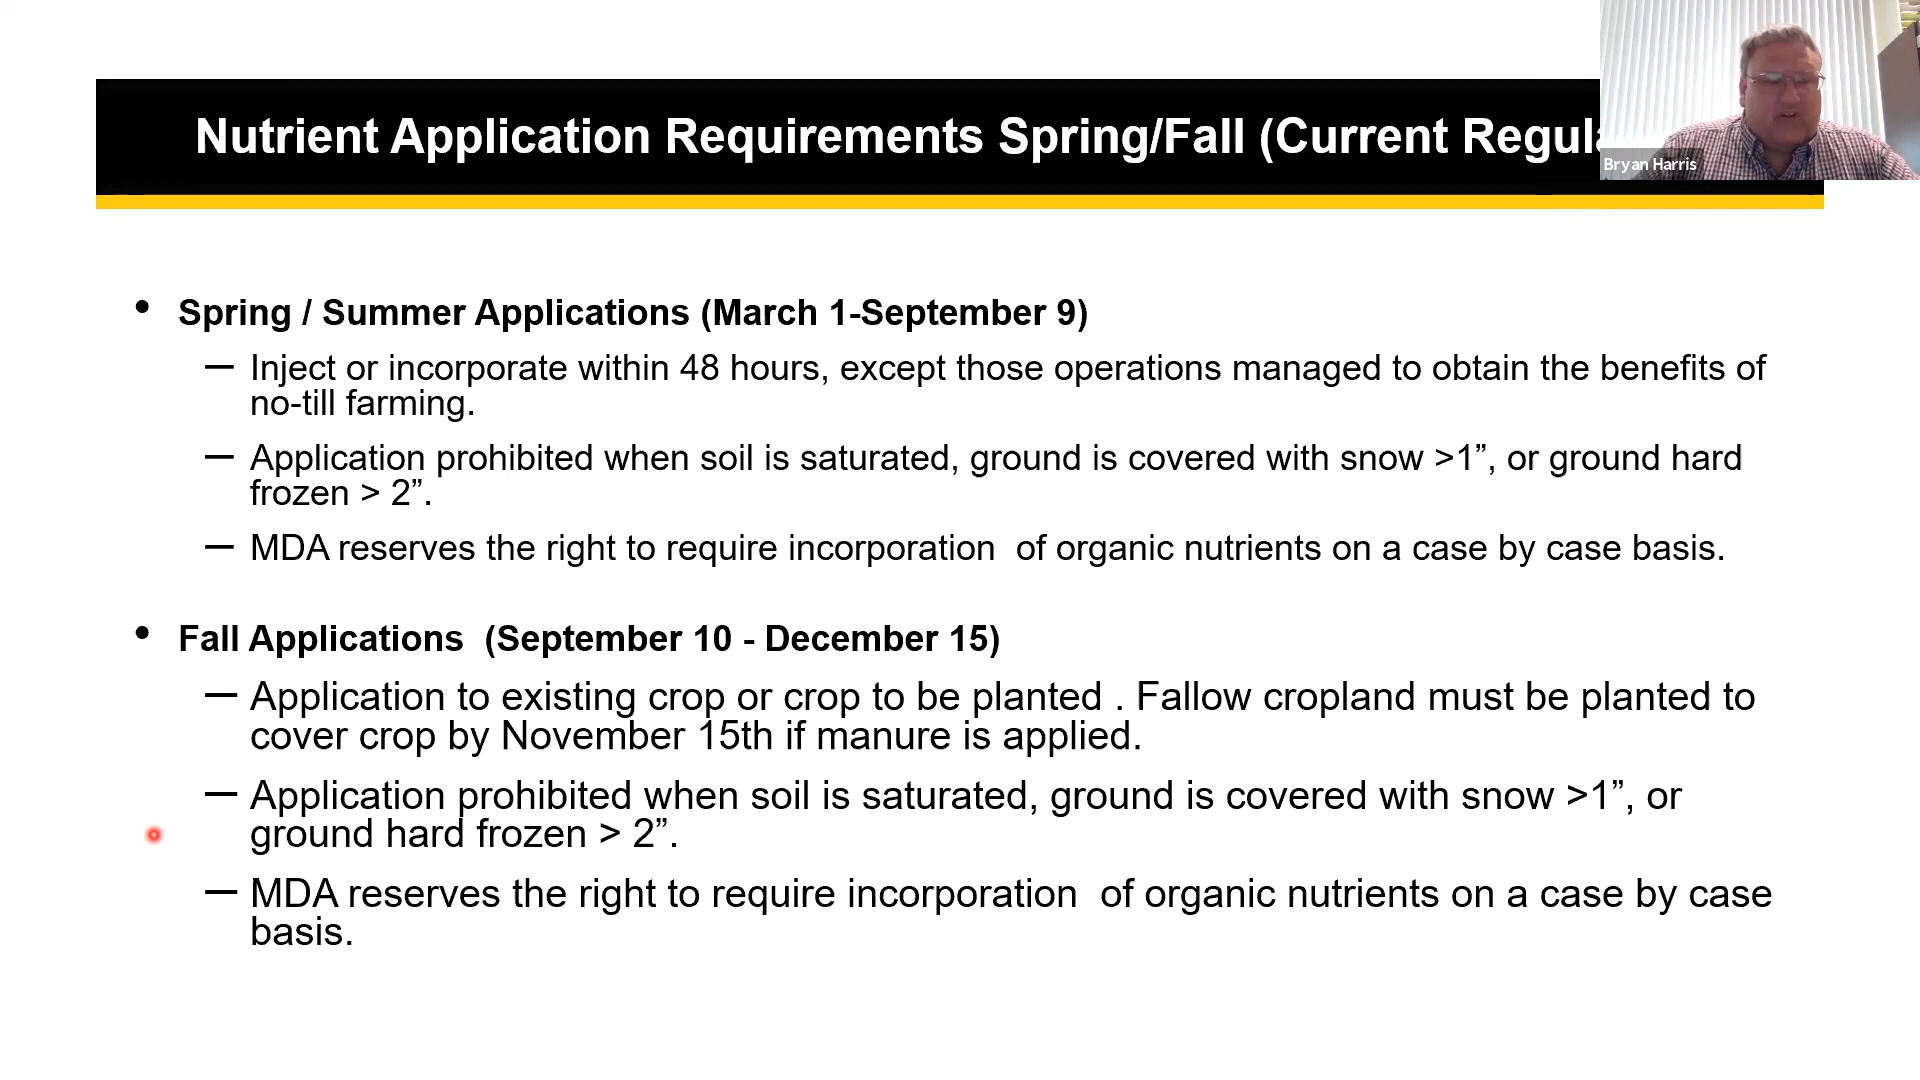 Nutrient Application Requirements Spring/Fall (Current Regula
Bryan Harris
• Spring / Summer Applications (March 1-September 9)
— Inject or incorporate within 48 hours, except those operations managed to obtain the benefits of
no-till farming.
— Application prohibited when soil is saturated, ground is covered with snow >1”, or ground hard
frozen > 2”.
— MDA reserves the right to require incorporation  of organic nutrients on a case by case basis.
• Fall Applications  (September 10 - December 15)
— Application to existing crop or crop to be planted . Fallow cropland must be planted to
cover crop by November 15th if manure is applied.
— Application prohibited when soil is saturated, ground is covered with snow >1”, or
ground hard frozen > 2”.
— MDA reserves the right to require incorporation  of organic nutrients on a case by case
basis.